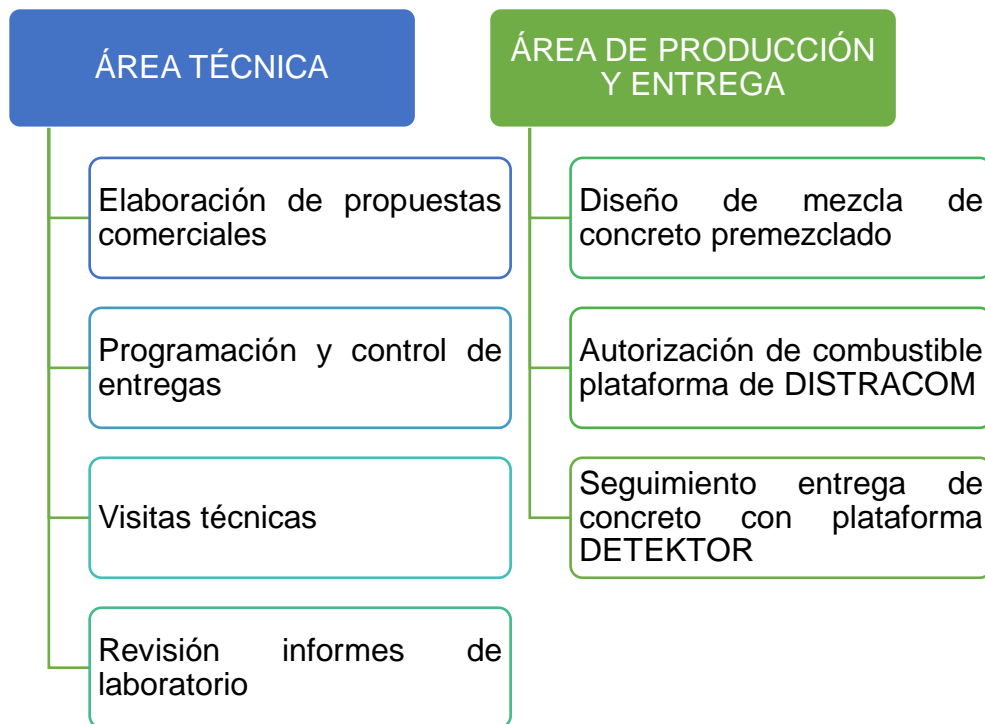 ÁREA TÉCNICA
Elaboración de propuestas
comerciales
Programación y control de
entregas
Visitas técnicas
Revisión informes de
laboratorio
ÁREA DE PRODUCCIÓN
Y ENTREGA
Diseño de mezcla de
concreto premezclado
Autorización de combustible
plataforma de DISTRACOM
Seguimiento entrega de
concreto con plataforma
DETEKTOR